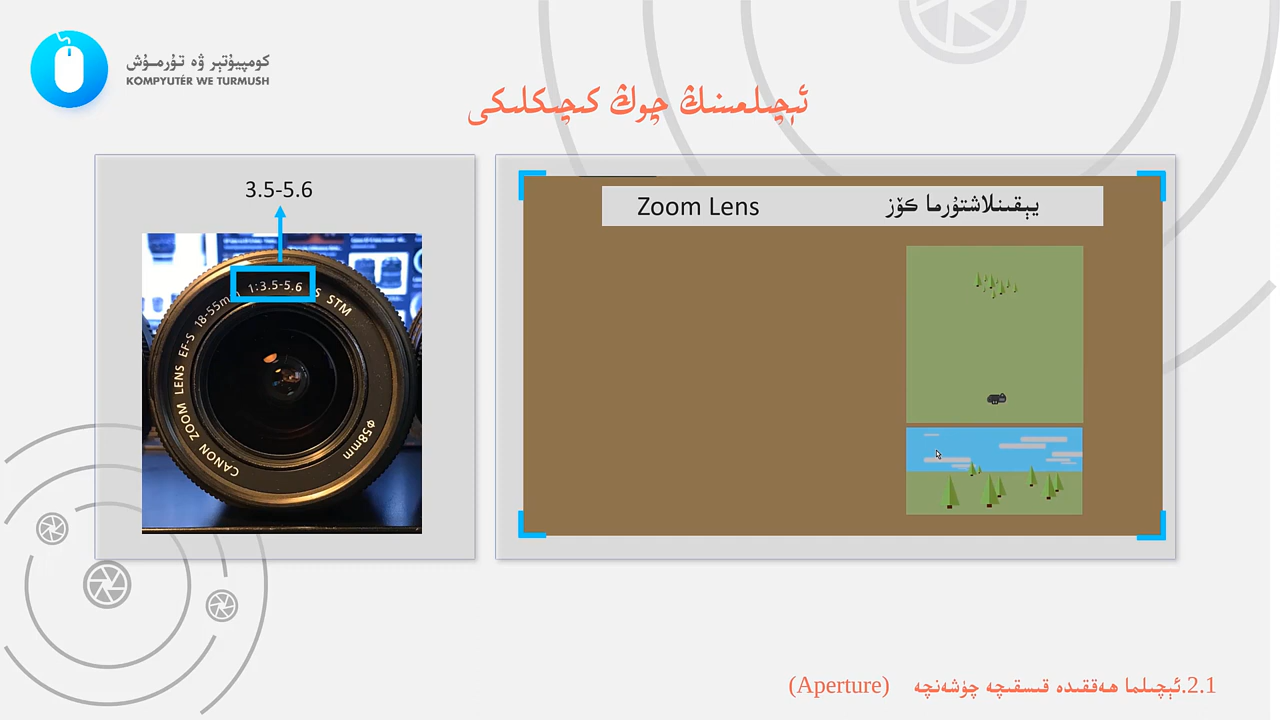 كومپيۇتېر ۋە تۇرمۇش
KOMPYUTÉR WE TURMUSH
ئېچىلمىنىڭ چوڭ كىچىكلىكى
3.5-5.6
CANON ZOOM LENS EF-S 18-55mm 1:3.5-5.6 IS STM
φ58mm
Zoom Lens يېقىنلاشتۇرما كۆز
2.1.ئېچىلما ھەققىدە قىسقىچە چۈشەنچە (Aperture)